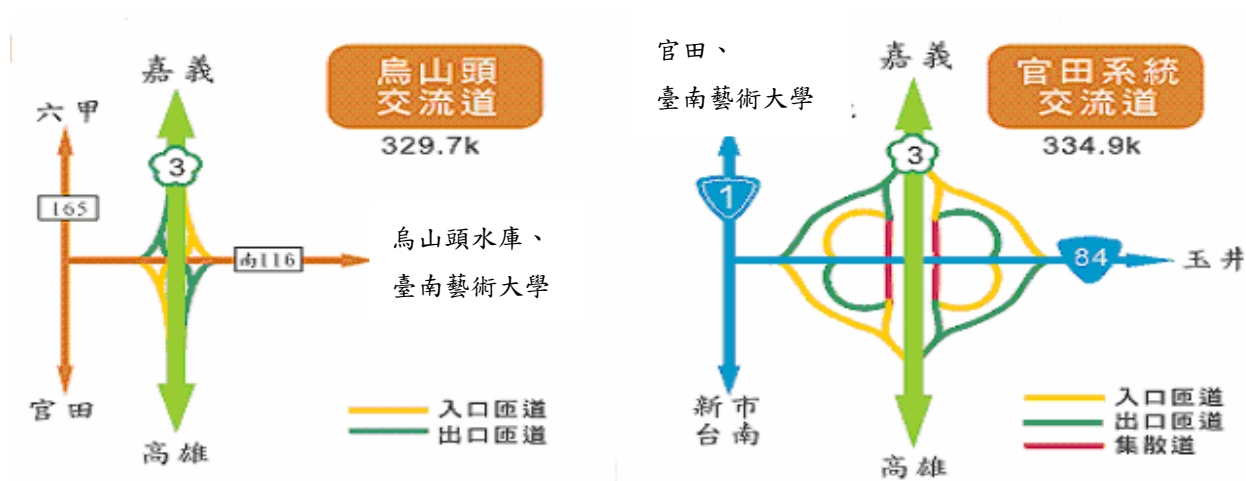 嘉義
烏山頭
交流道
329.7k
六甲
3
165
南116
烏山頭水庫、
臺南藝術大學
官田
高雄
入口匝道
出口匝道
官田、
臺南藝術大學
嘉義
官田系統
交流道
334.9k
3
1
84
玉井
新市
台南
高雄
入口匝道
出口匝道
集散道